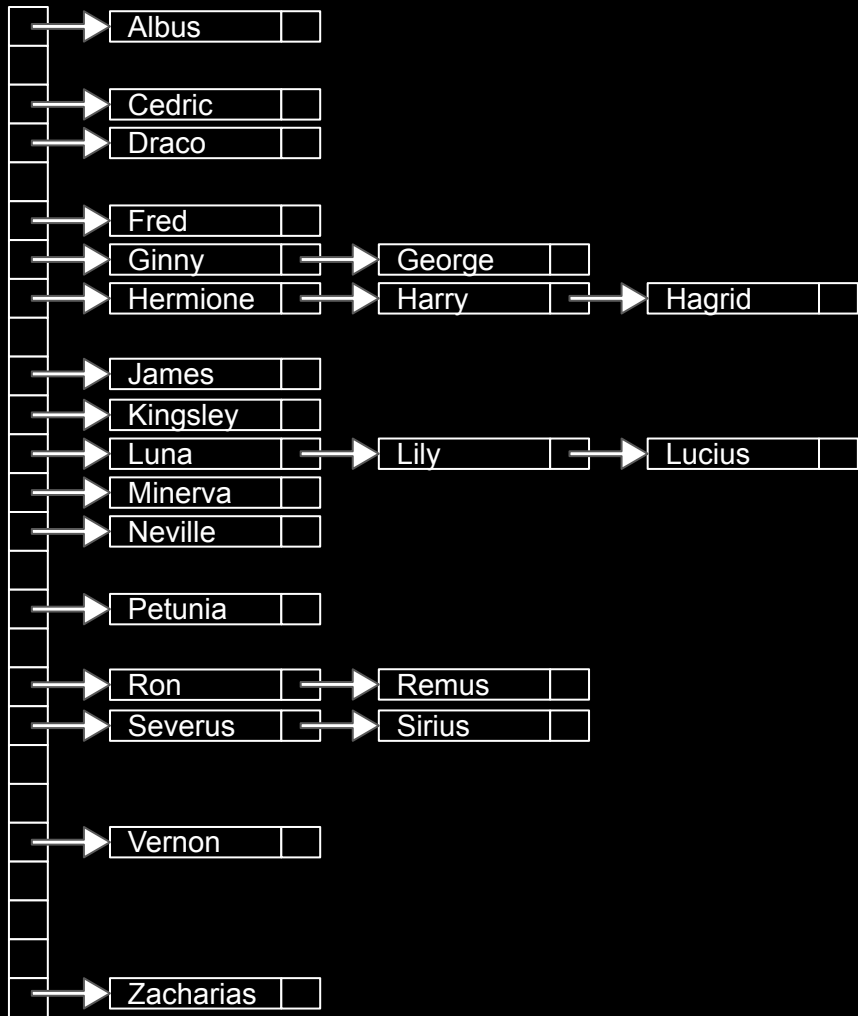 Albus
Cedric
Draco
Fred
Ginny George
Hermione Harry Hagrid
James
Kingsley
Luna Lily Lucius
Minerva
Neville
Petunia
Ron Remus
Severus Sirius
Vernon
Zacharias